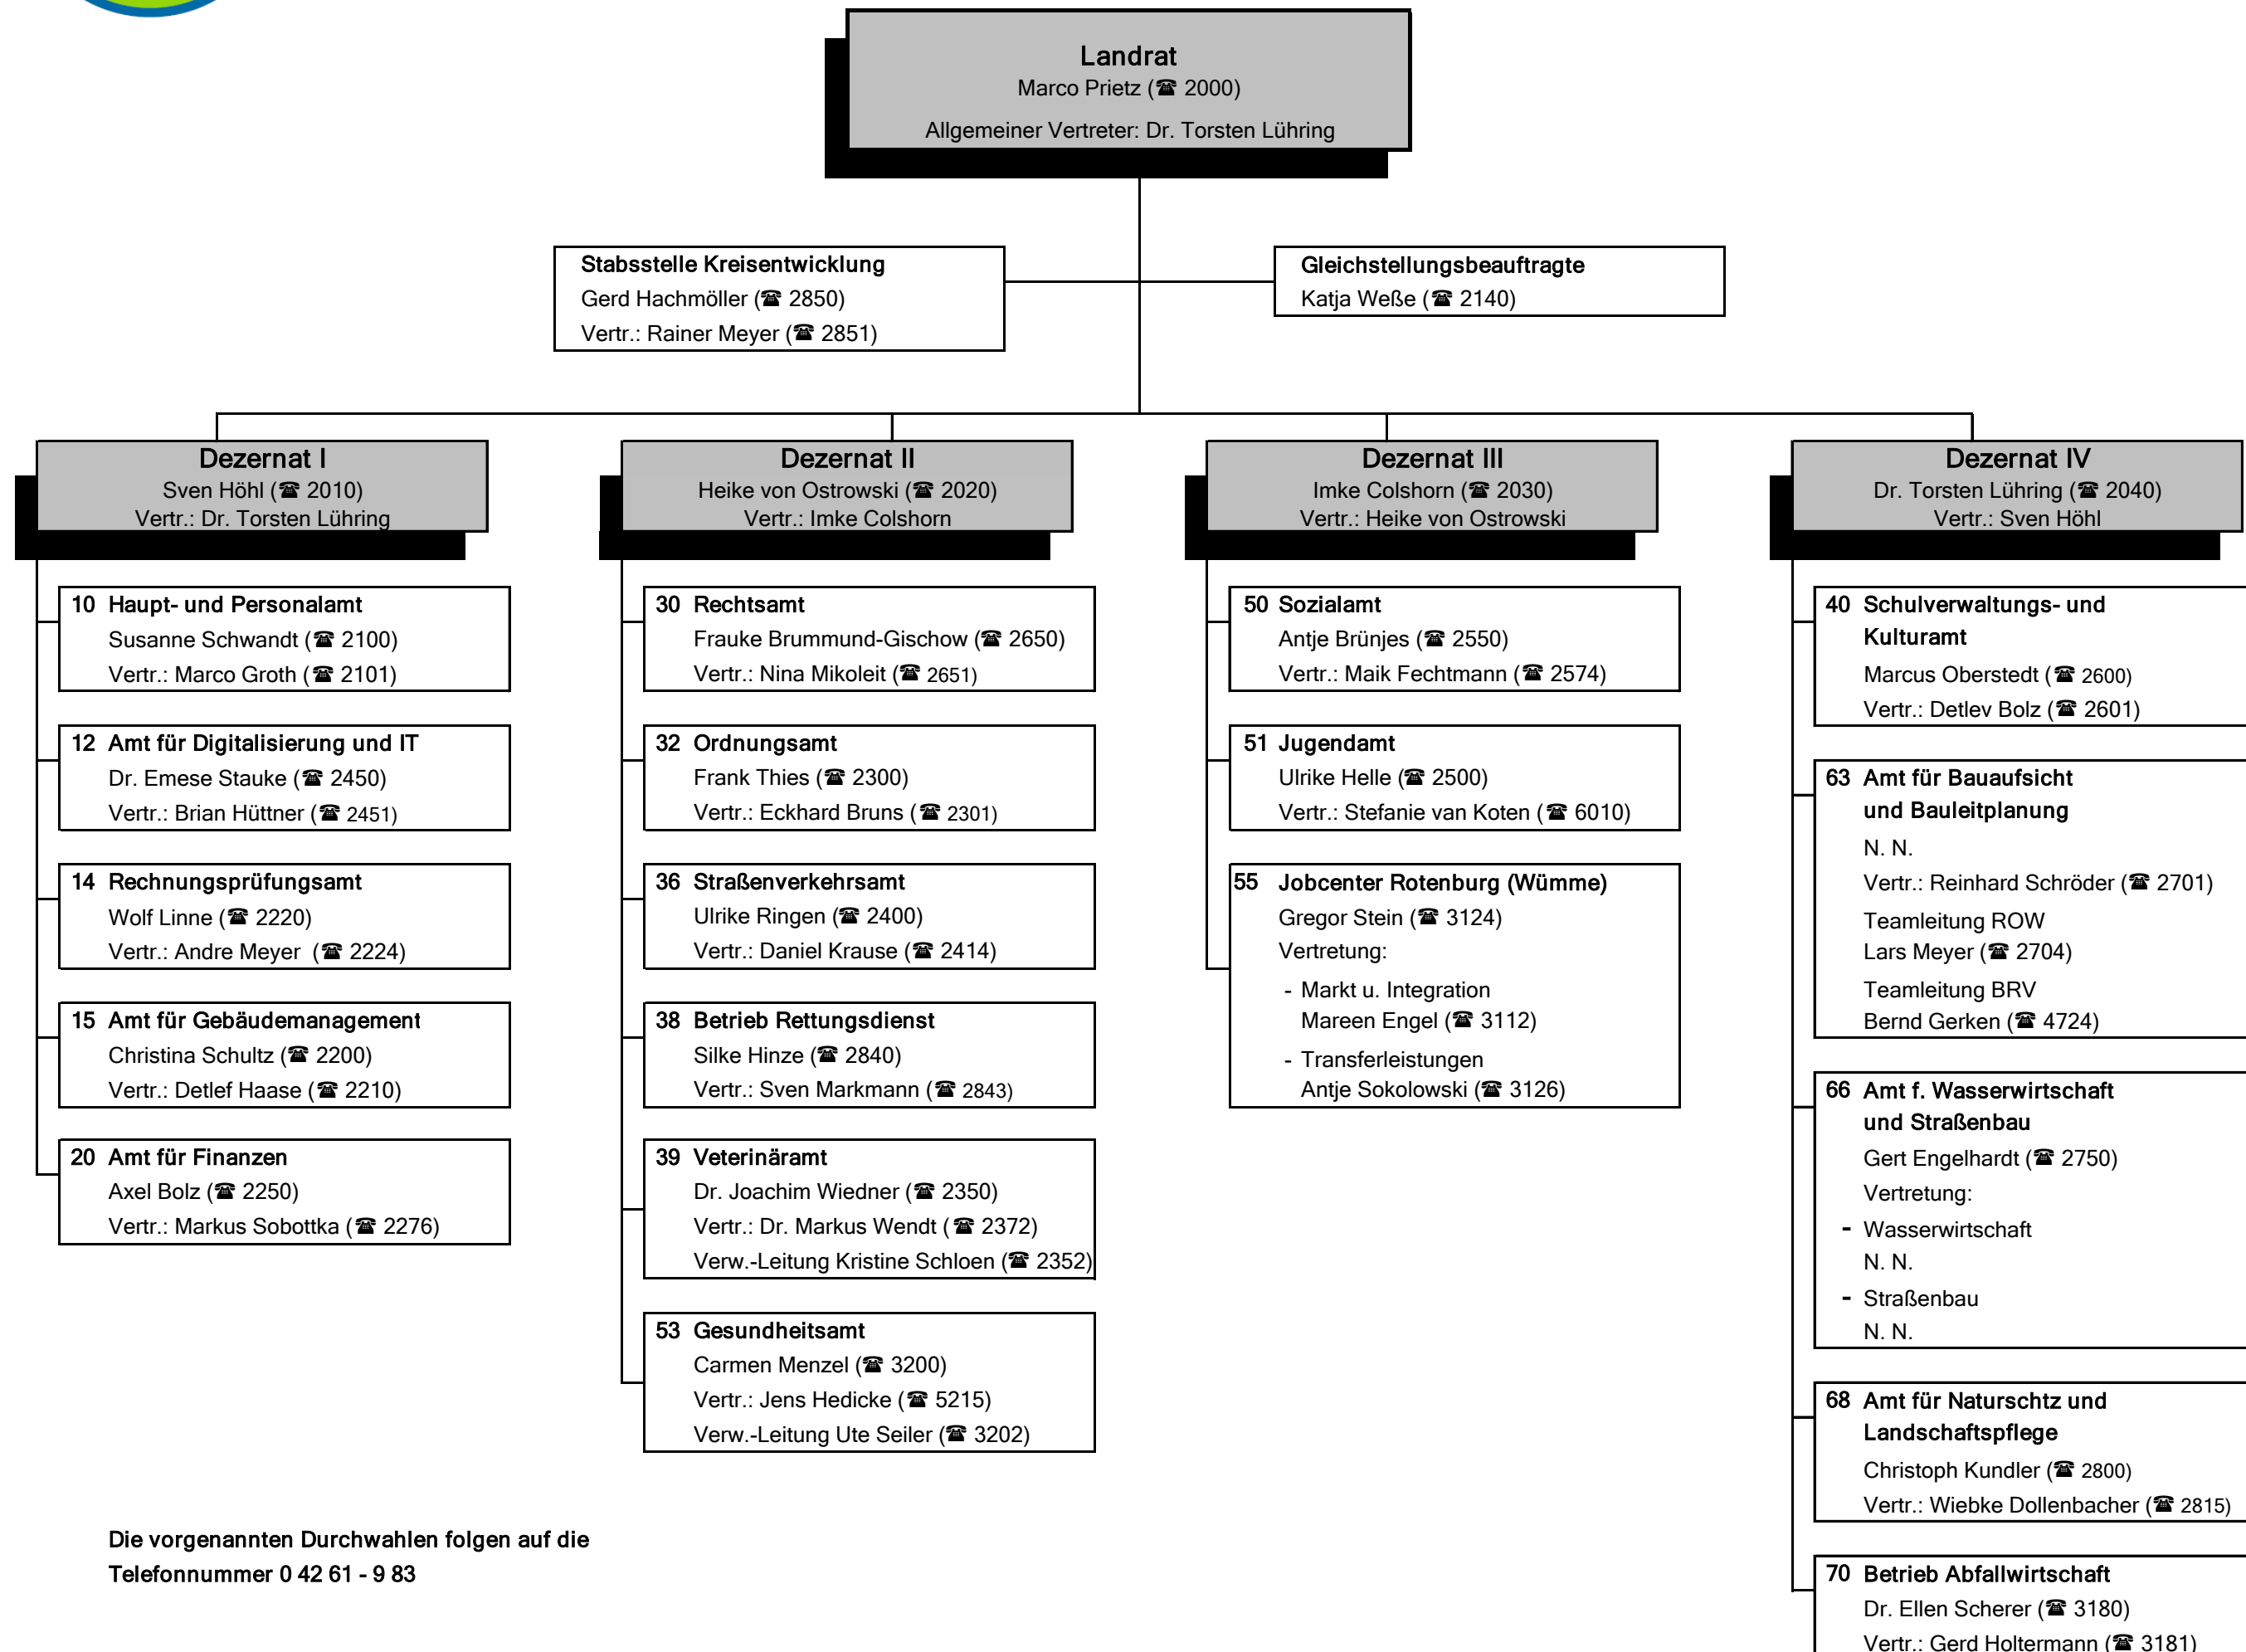 Landrat
Marco Prietz (☎ 2000)
Allgemeiner Vertreter: Dr. Torsten Lühring
Stabsstelle Kreisentwicklung
Gerd Hachmöller (☎ 2850)
Vertr.: Rainer Meyer (☎ 2851)
Gleichstellungsbeauftragte
Katja Weße (☎ 2140)
Dezernat I
Sven Höhl (☎ 2010)
Vertr.: Dr. Torsten Lühring
10 Haupt- und Personalamt
Susanne Schwandt (☎ 2100)
Vertr.: Marco Groth (☎ 2101)
12 Amt für Digitalisierung und IT
Dr. Emese Stauke (☎ 2450)
Vertr.: Brian Hüttner (☎ 2451)
14 Rechnungsprüfungsamt
Wolf Linne (☎ 2220)
Vertr.: Andre Meyer (☎ 2224)
15 Amt für Gebäudemanagement
Christina Schultz (☎ 2200)
Vertr.: Detlef Haase (☎ 2210)
20 Amt für Finanzen
Axel Bolz (☎ 2250)
Vertr.: Markus Sobottka (☎ 2276)
Dezernat II
Heike von Ostrowski (☎ 2020)
Vertr.: Imke Colshorn
30 Rechtsamt
Frauke Brummund-Gischow (☎ 2650)
Vertr.: Nina Mikoleit (☎ 2651)
32 Ordnungsamt
Frank Thies (☎ 2300)
Vertr.: Eckhard Bruns (☎ 2301)
36 Straßenverkehrsamt
Ulrike Ringen (☎ 2400)
Vertr.: Daniel Krause (☎ 2414)
38 Betrieb Rettungsdienst
Silke Hinze (☎ 2840)
Vertr.: Sven Markmann (☎ 2843)
39 Veterinäramt
Dr. Joachim Wiedner (☎ 2350)
Vertr.: Dr. Markus Wendt (☎ 2372)
Verw.-Leitung Kristine Schloen (☎ 2352)
53 Gesundheitsamt
Carmen Menzel (☎ 3200)
Vertr.: Jens Hedicke (☎ 5215)
Verw.-Leitung Ute Seiler (☎ 3202)
Dezernat III
Imke Colshorn (☎ 2030)
Vertr.: Heike von Ostrowski
50 Sozialamt
Antje Brünjes (☎ 2550)
Vertr.: Maik Fechtmann (☎ 2574)
51 Jugendamt
Ulrike Helle (☎ 2500)
Vertr.: Stefanie van Koten (☎ 6010)
55 Jobcenter Rotenburg (Wümme)
Gregor Stein (☎ 3124)
Vertretung:
- Markt u. Integration
Mareen Engel (☎ 3112)
- Transferleistungen
Antje Sokolowski (☎ 3126)
Dezernat IV
Dr. Torsten Lühring (☎ 2040)
Vertr.: Sven Höhl
40 Schulverwaltungs- und
Kulturamt
Marcus Oberstedt (☎ 2600)
Vertr.: Detlev Bolz (☎ 2601)
63 Amt für Bauaufsicht
und Bauleitplanung
N. N.
Vertr.: Reinhard Schröder (☎ 2701)
Teamleitung ROW
Lars Meyer (☎ 2704)
Teamleitung BRV
Bernd Gerken (☎ 4724)
66 Amt f. Wasserwirtschaft
und Straßenbau
Gert Engelhardt (☎ 2750)
Vertretung:
- Wasserwirtschaft
N. N.
- Straßenbau
N. N.
68 Amt für Naturschtz und
Landschaftspflege
Christoph Kundler (☎ 2800)
Vertr.: Wiebke Dollenbacher (☎ 2815)
70 Betrieb Abfallwirtschaft
Dr. Ellen Scherer (☎ 3180)
Vertr.: Gerd Holtermann (☎ 3181)
Die vorgenannten Durchwahlen folgen auf die
Telefonnummer 0 42 61 - 9 83